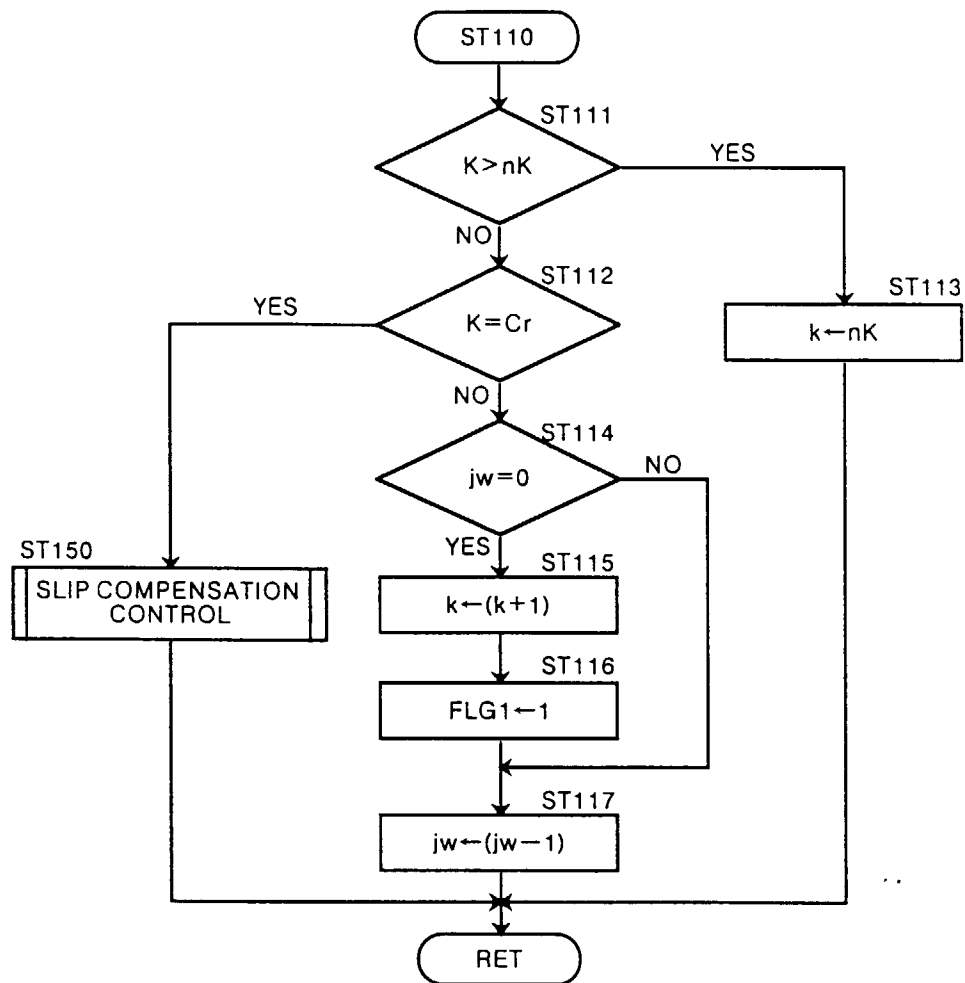 ST110
ST111
K>nK
YES
NO
ST112
YES
K=Cr
ST113
k←nK
NO
ST114
jw=0
NO
YES
ST150
SLIP COMPENSATION
CONTROL
ST115
k←(k+1)
ST116
FLG1←1
ST117
jw←(jw−1)
RET